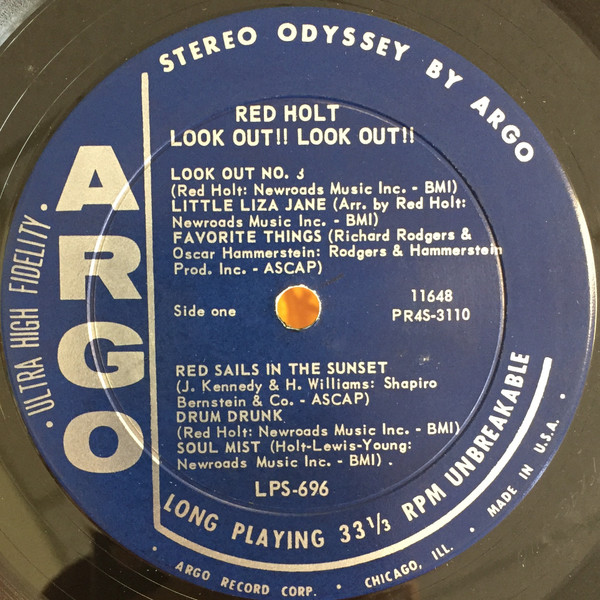 STEREO ODYSSEY BY ARGO
RED HOLT
LOOK OUT!! LOOK OUT!!
LOOK OUT NO. 3
(Red Holt: Newroads Music Inc. - BMI)
LITTLE LIZA JANE (Arr. by Red Holt:
Newroads Music Inc. - BMI)
FAVORITE THINGS (Richard Rodgers &
Oscar Hammerstein: Rodgers & Hammerstein
Prod. Inc. - ASCAP)
ARGO
· ULTRA HIGH FIDELITY ·
Side one
11648
PR4S-3110
RED SAILS IN THE SUNSET
(J. Kennedy & H. Williams: Shapiro
Bernstein & Co. - ASCAP)
DRUM DRUNK
(Red Holt: Newroads Music Inc. - BMI)
SOUL MIST (Holt-Lewis-Young:
Newroads Music Inc. - BMI) .
LPS-696
LONG PLAYING 33⅓ RPM UNBREAKABLE
· ARGO RECORD CORP. · CHICAGO, ILL. · MADE IN U.S.A. ·